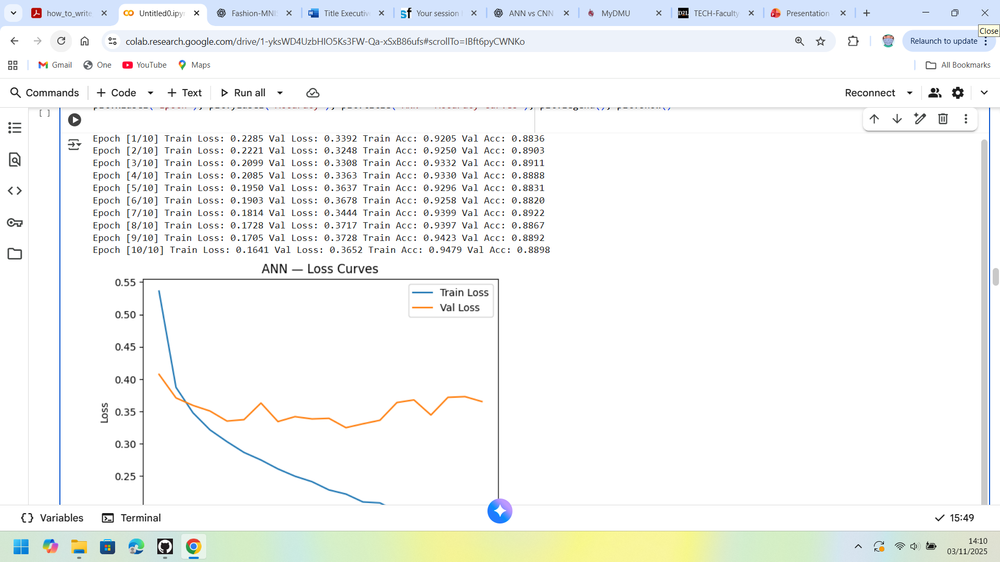 how_to_write
Untitled0.ipyn
Fashion-MNIS
Title Executive
Your session
ANN vs CNN
MyDMU
D2L
TECH-Faculty
Presentation
Close
colab.research.google.com/drive/1-yksWD4UzbHIO5Ks3FW-Qa-xSxB86ufs#scrollTo=IBft6pyCWNKo
Relaunch to update
Gmail
One
YouTube
Maps
All Bookmarks
Commands
+ Code
+ Text
Run all
Reconnect
[ ]
Epoch [1/10] Train Loss: 0.2285 Val Loss: 0.3392 Train Acc: 0.9205 Val Acc: 0.8836
Epoch [2/10] Train Loss: 0.2221 Val Loss: 0.3248 Train Acc: 0.9250 Val Acc: 0.8903
Epoch [3/10] Train Loss: 0.2099 Val Loss: 0.3308 Train Acc: 0.9332 Val Acc: 0.8911
Epoch [4/10] Train Loss: 0.2085 Val Loss: 0.3363 Train Acc: 0.9330 Val Acc: 0.8888
Epoch [5/10] Train Loss: 0.1950 Val Loss: 0.3637 Train Acc: 0.9296 Val Acc: 0.8831
Epoch [6/10] Train Loss: 0.1903 Val Loss: 0.3678 Train Acc: 0.9258 Val Acc: 0.8820
Epoch [7/10] Train Loss: 0.1814 Val Loss: 0.3444 Train Acc: 0.9399 Val Acc: 0.8922
Epoch [8/10] Train Loss: 0.1728 Val Loss: 0.3717 Train Acc: 0.9397 Val Acc: 0.8867
Epoch [9/10] Train Loss: 0.1705 Val Loss: 0.3728 Train Acc: 0.9423 Val Acc: 0.8892
Epoch [10/10] Train Loss: 0.1641 Val Loss: 0.3652 Train Acc: 0.9479 Val Acc: 0.8898
ANN — Loss Curves
Train Loss
Val Loss
0.55
0.50
0.45
0.40
0.35
0.30
0.25
Loss
Variables
Terminal
15:49
14:10
03/11/2025